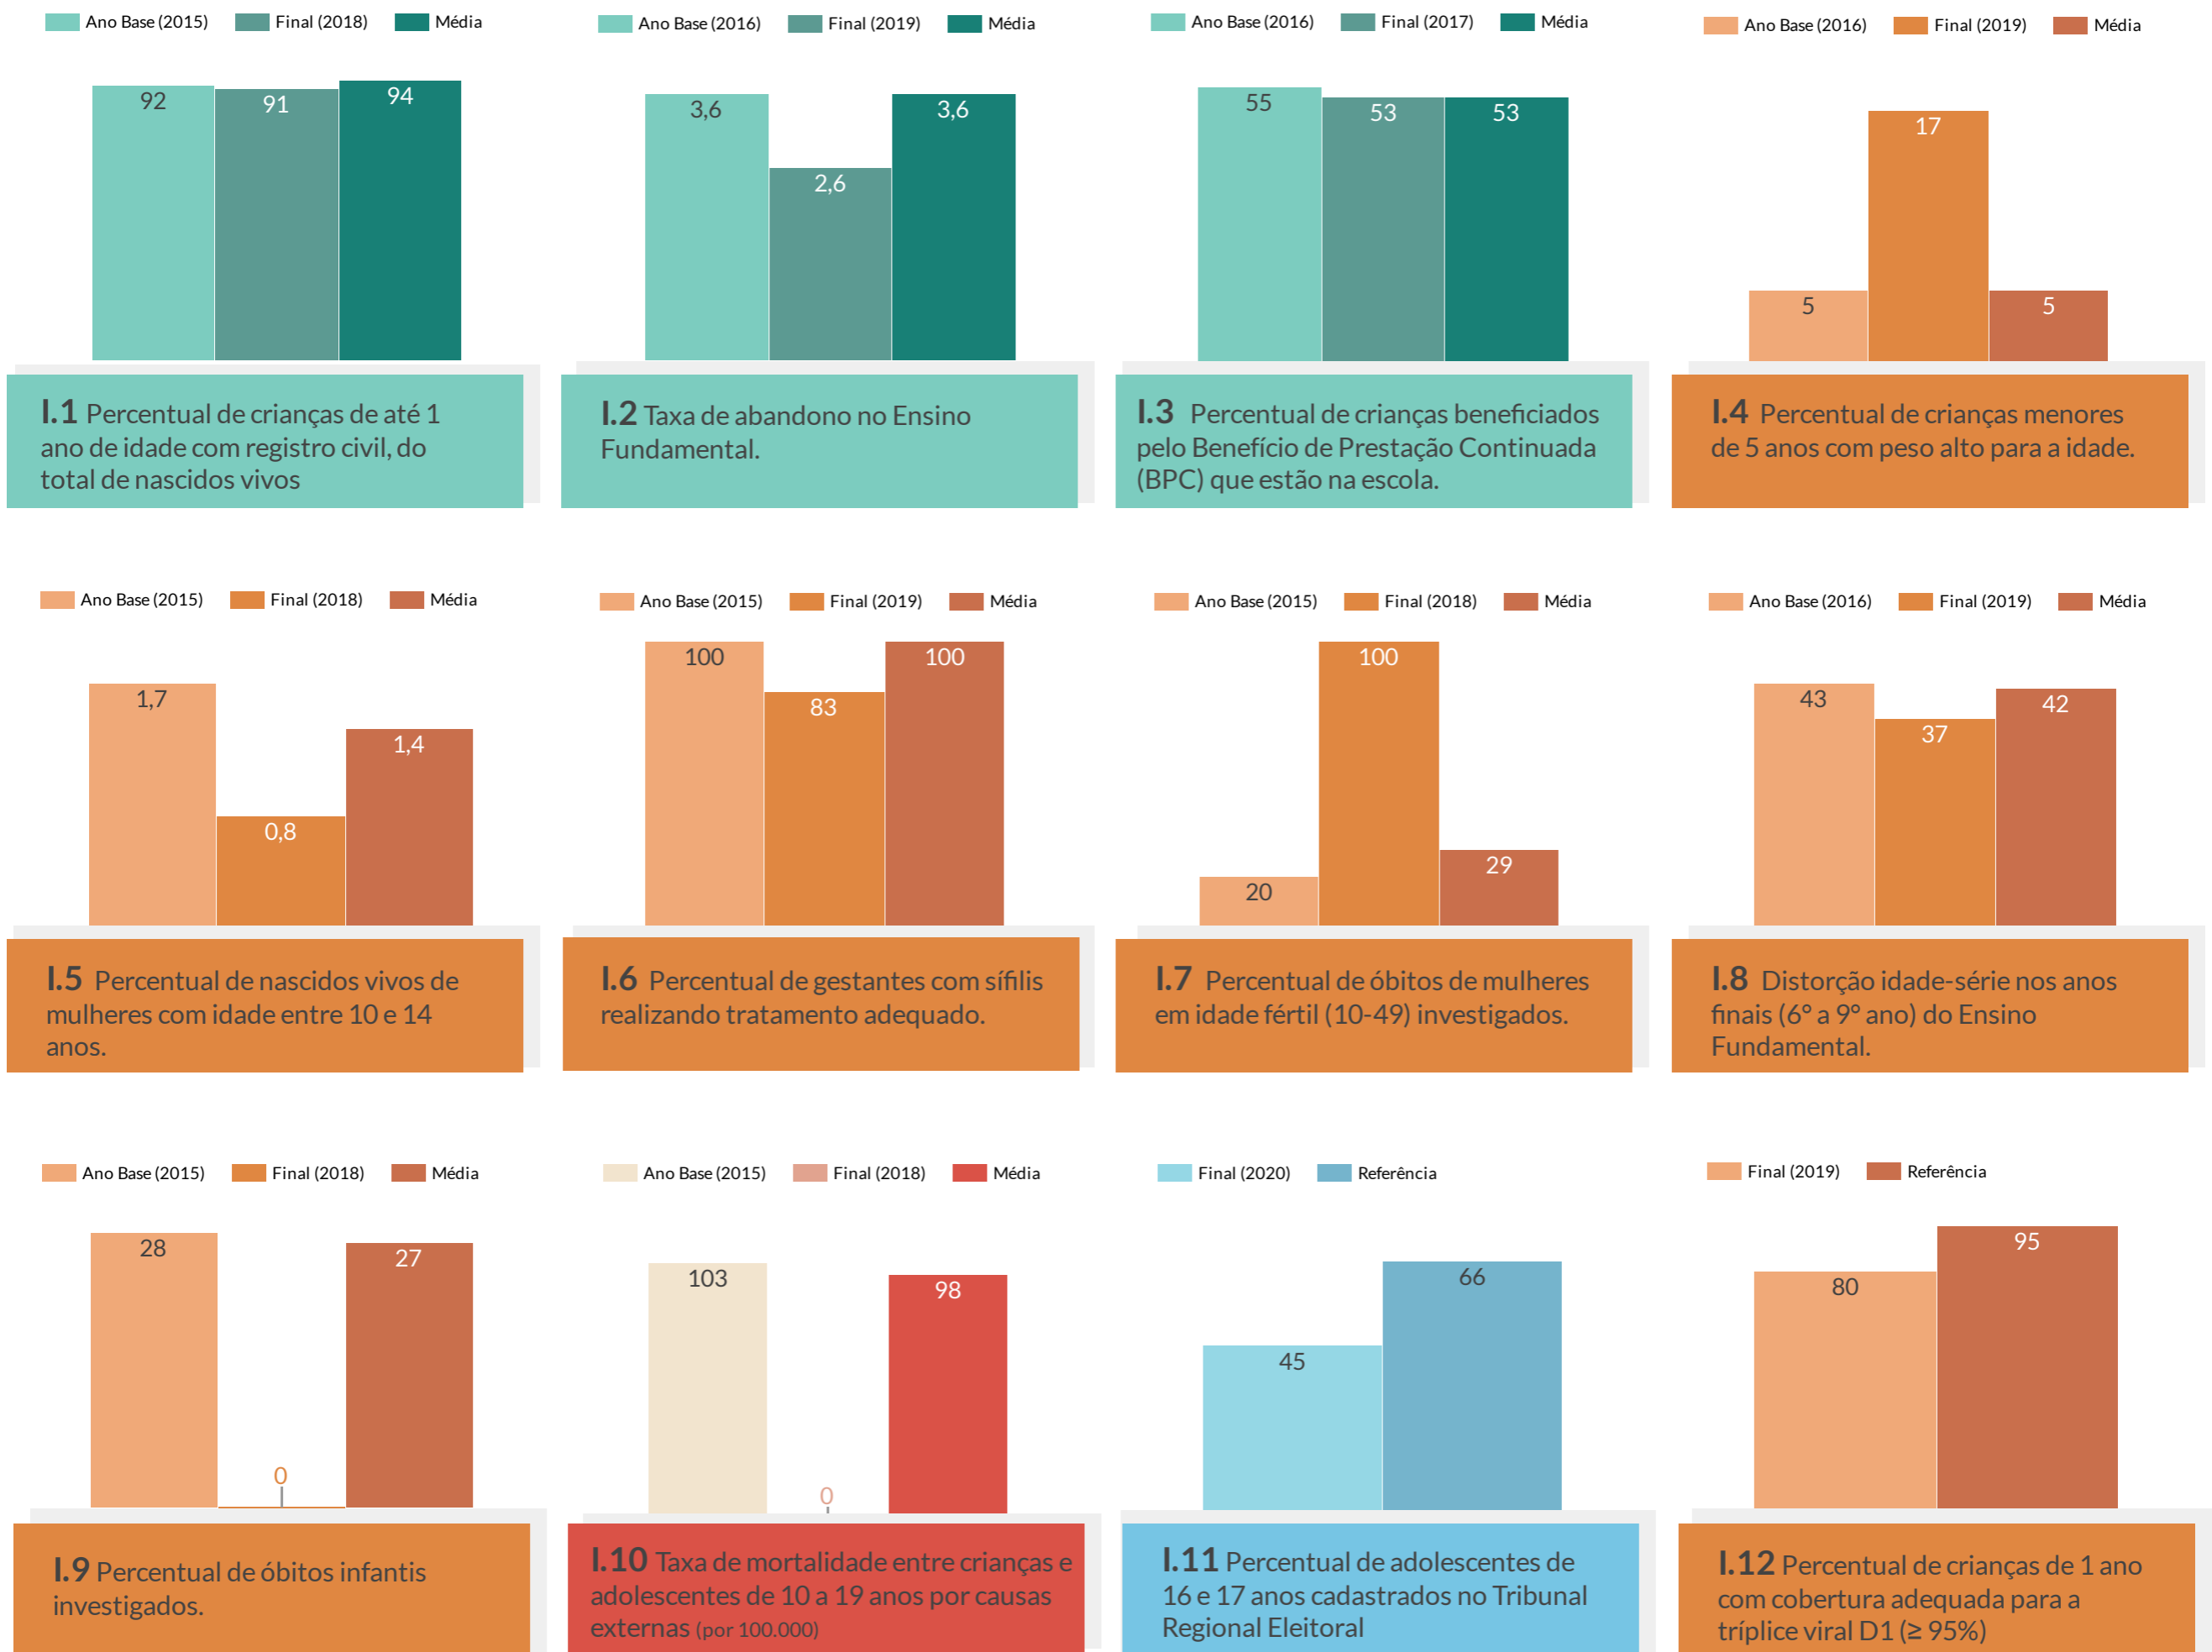 Ano Base (2015) Final (2018) Média
92 91 94
I.1 Percentual de crianças de até 1
ano de idade com registro civil, do
total de nascidos vivos
Ano Base (2016) Final (2019) Média
3,6 2,6 3,6
I.2 Taxa de abandono no Ensino
Fundamental.
Ano Base (2016) Final (2017) Média
55 53 53
I.3 Percentual de crianças beneficiados
pelo Benefício de Prestação Continuada
(BPC) que estão na escola.
Ano Base (2016) Final (2019) Média
5 17 5
I.4 Percentual de crianças menores
de 5 anos com peso alto para a idade.
Ano Base (2015) Final (2018) Média
1,7 0,8 1,4
I.5 Percentual de nascidos vivos de
mulheres com idade entre 10 e 14
anos.
Ano Base (2015) Final (2019) Média
100 83 100
I.6 Percentual de gestantes com sífilis
realizando tratamento adequado.
Ano Base (2015) Final (2018) Média
20 100 29
I.7 Percentual de óbitos de mulheres
em idade fértil (10-49) investigados.
Ano Base (2016) Final (2019) Média
43 37 42
I.8 Distorção idade-série nos anos
finais (6° a 9° ano) do Ensino
Fundamental.
Ano Base (2015) Final (2018) Média
28 0 27
I.9 Percentual de óbitos infantis
investigados.
Ano Base (2015) Final (2018) Média
103 0 98
I.10 Taxa de mortalidade entre crianças e
adolescentes de 10 a 19 anos por causas
externas (por 100.000)
Final (2020) Referência
45 66
I.11 Percentual de adolescentes de
16 e 17 anos cadastrados no Tribunal
Regional Eleitoral
Final (2019) Referência
80 95
I.12 Percentual de crianças de 1 ano
com cobertura adequada para a
tríplice viral D1 (≥ 95%)